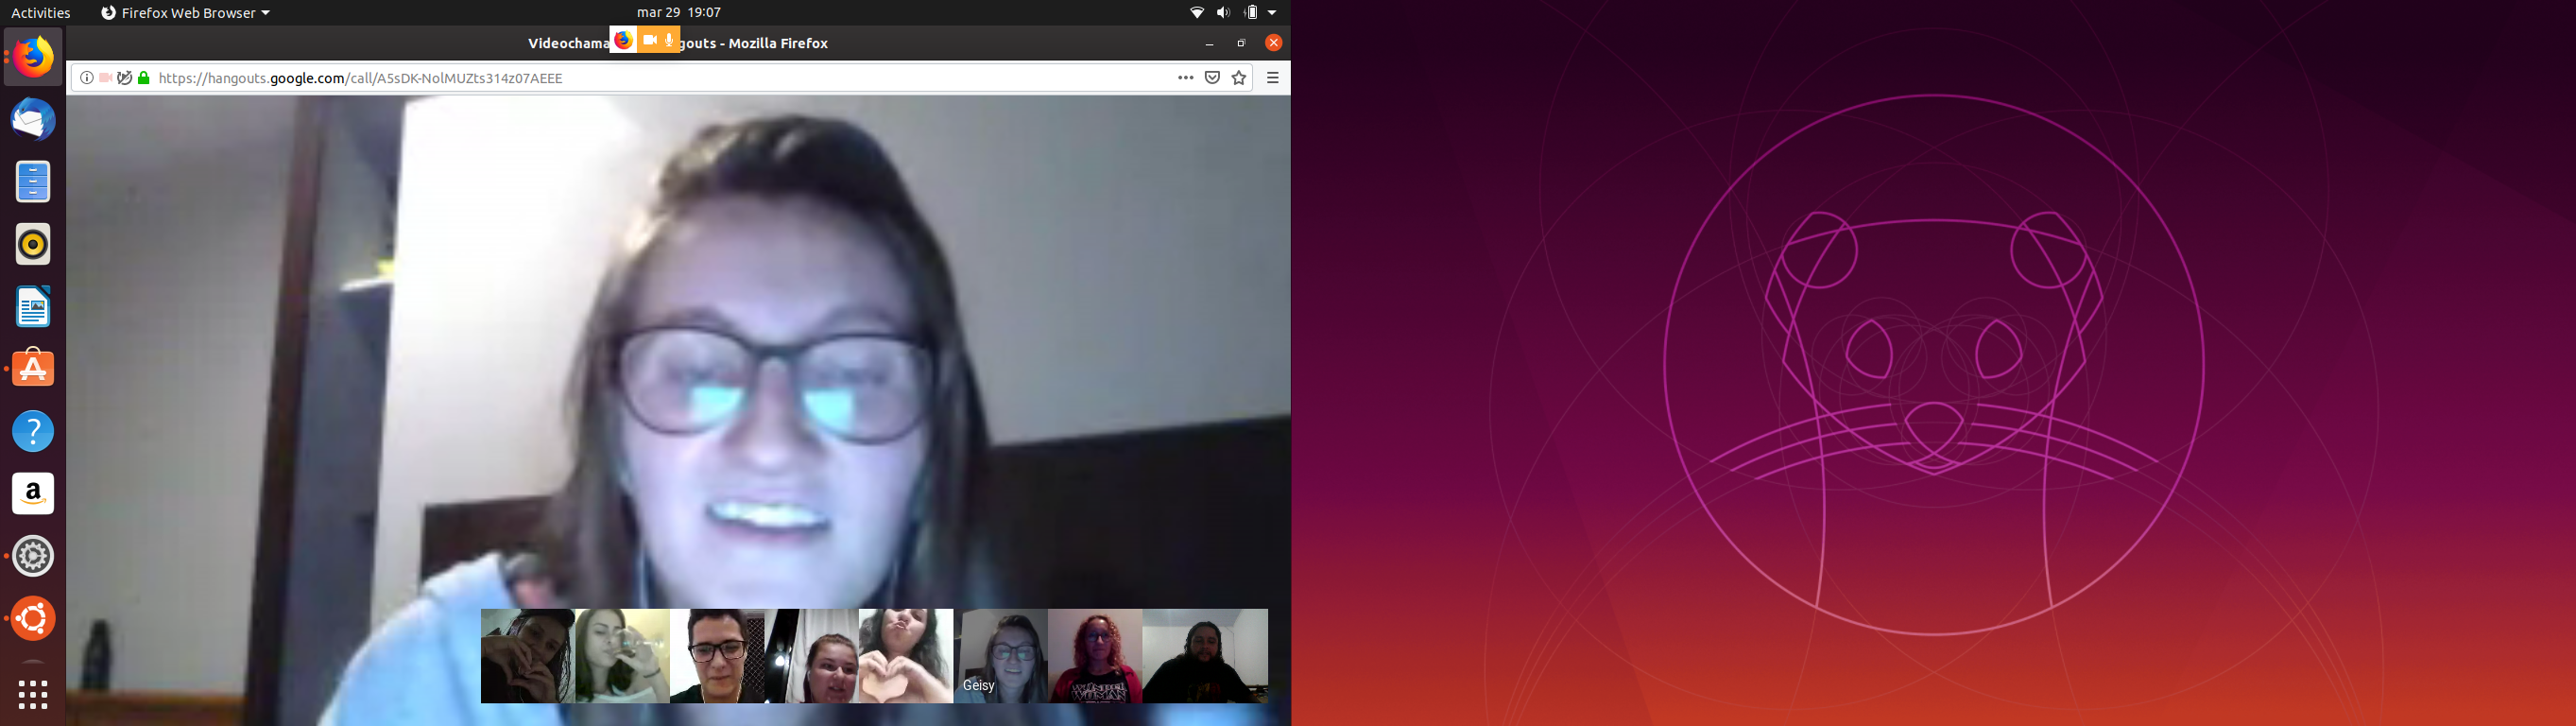 Activities
Firefox Web Browser
mar 29 19:07
Videochama
gouts - Mozilla Firefox
https://hangouts.google.com/call/A5sDK-NolMUZts314z07AEEE
a
?
Geisy